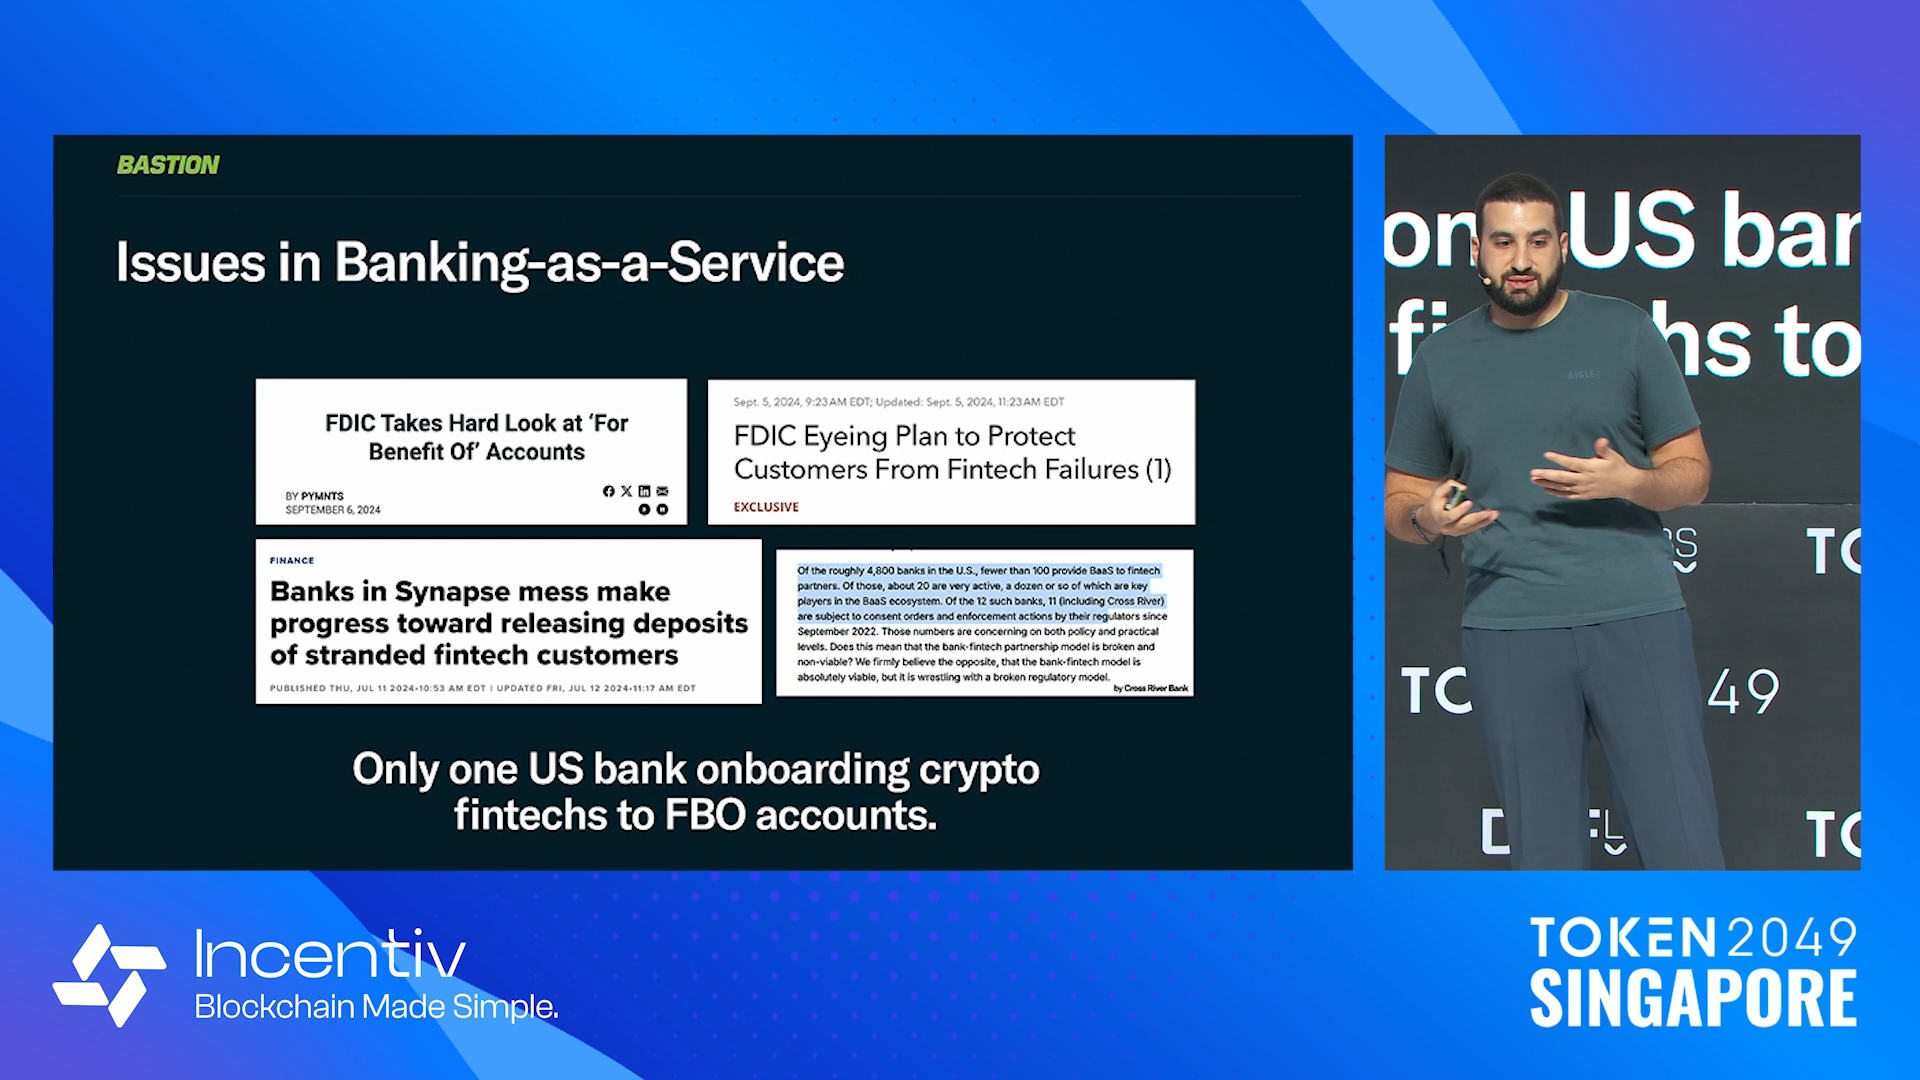 BASTION
Issues in Banking-as-a-Service
FDIC Takes Hard Look at ‘For
Benefit Of’ Accounts
BY PYMNTS
SEPTEMBER 6, 2024
Sept. 5, 2024, 9:23 AM EDT; Updated: Sept. 5, 2024, 11:23 AM EDT
FDIC Eyeing Plan to Protect
Customers From Fintech Failures (1)
EXCLUSIVE
FINANCE
Banks in Synapse mess make
progress toward releasing deposits
of stranded fintech customers
PUBLISHED THU, JUL 11 2024•10:53 AM EDT | UPDATED FRI, JUL 12 2024•11:17 AM EDT
Of the roughly 4,800 banks in the U.S., fewer than 100 provide BaaS to fintech
partners. Of those, about 20 are very active, a dozen or so of which are key
players in the BaaS ecosystem. Of the 12 such banks, 11 (including Cross River)
are subject to consent orders and enforcement actions by their regulators since
September 2022. Those numbers are concerning on both policy and practical
levels. Does this mean that the bank-fintech partnership model is broken and
non-viable? We firmly believe the opposite, that the bank-fintech model is
absolutely viable, but it is wrestling with a broken regulatory model.
by Cross River Bank
Only one US bank onboarding crypto
fintechs to FBO accounts.
on US bar
fi hs to
AIGLE
TO
TO 49
TO
Incentiv
Blockchain Made Simple.
TOKEN2049
SINGAPORE